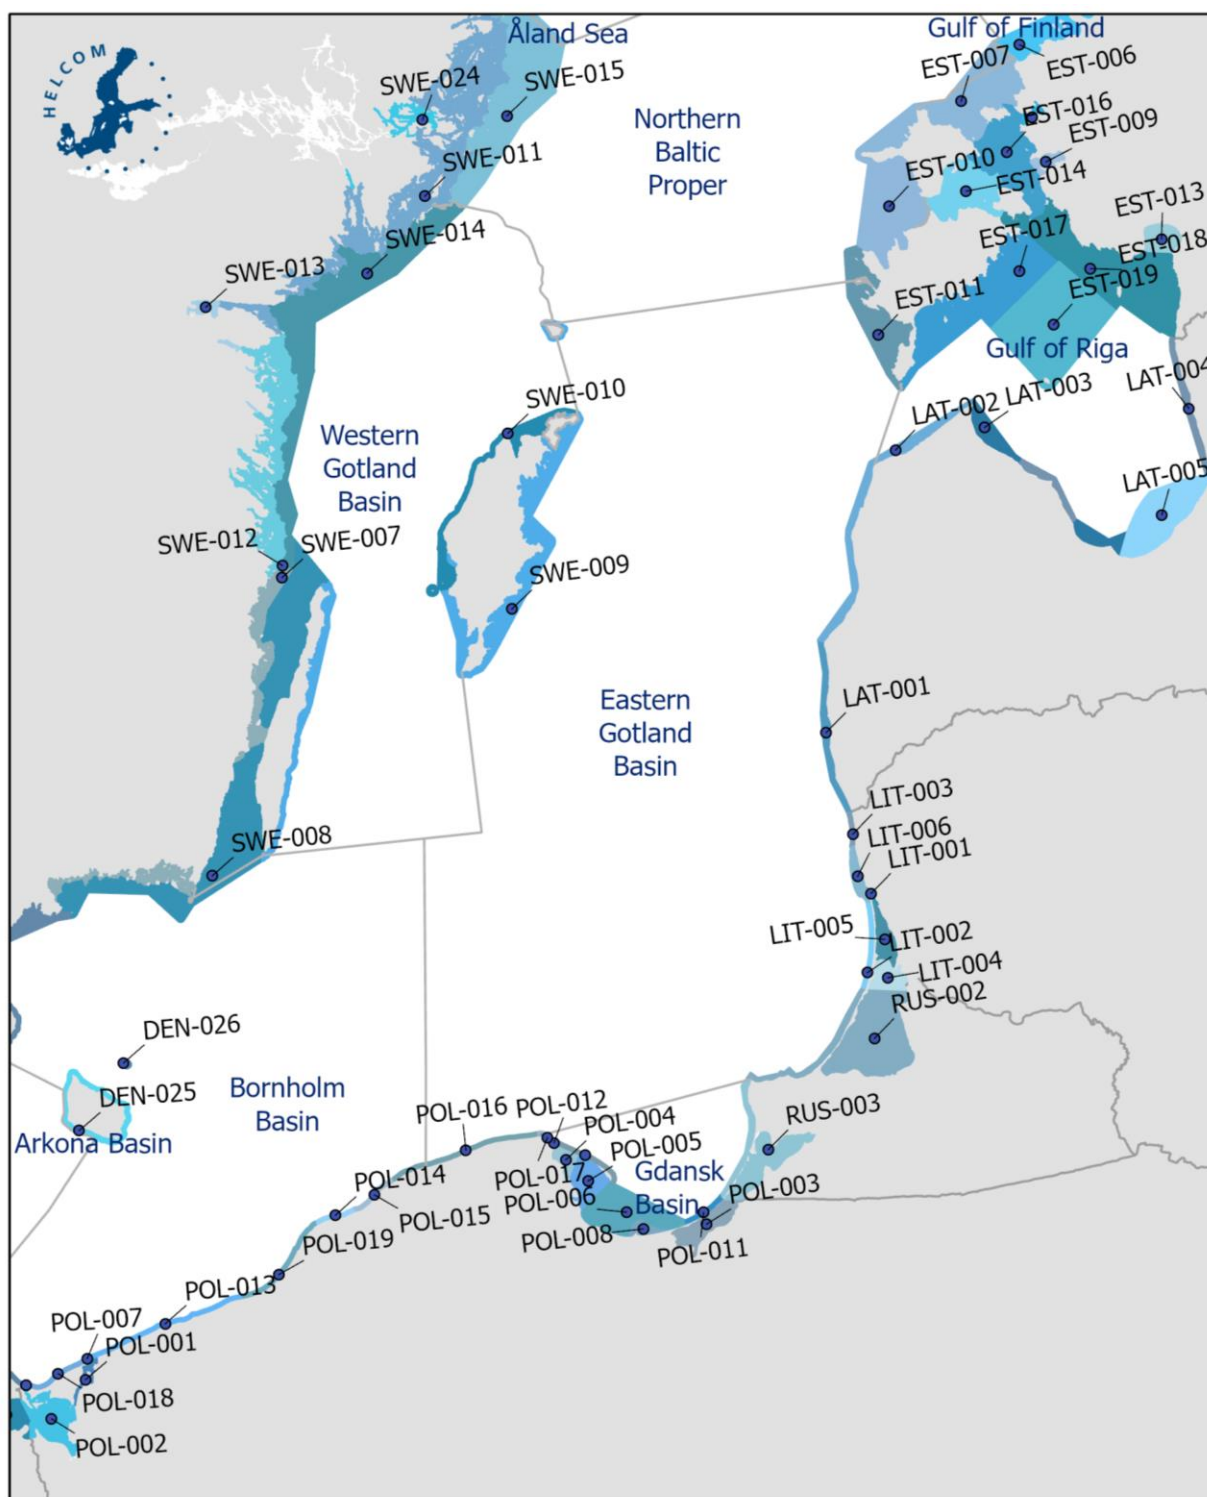 HELCOM
Åland Sea
Gulf of Finland
EST-007
EST-006
SWE-024
SWE-015
EST-016
Northern
Baltic
Proper
EST-009
SWE-011
EST-010
EST-014
EST-013
SWE-014
EST-017
EST-018
SWE-013
EST-019
EST-011
Gulf of Riga
LAT-004
SWE-010
LAT-002
LAT-003
Western
Gotland
Basin
LAT-005
SWE-012
SWE-007
SWE-009
Eastern
Gotland
Basin
LAT-001
LIT-003
LIT-006
LIT-001
SWE-008
LIT-005
LIT-002
LIT-004
RUS-002
DEN-026
DEN-025
Bornholm
Basin
Arkona Basin
POL-016
POL-012
POL-004
RUS-003
POL-005
POL-017
Gdansk
Basin
POL-014
POL-006
POL-003
POL-015
POL-008
POL-011
POL-019
POL-013
POL-007
POL-001
POL-018
POL-002